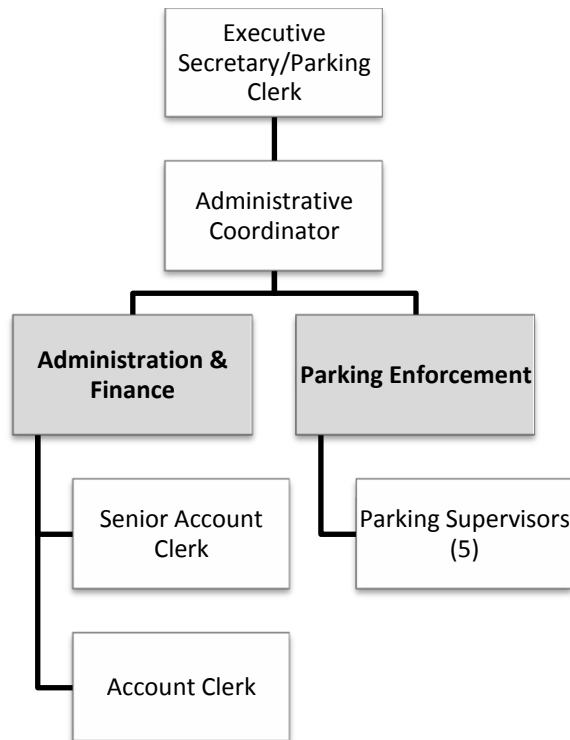 Executive
Secretary/Parking
Clerk
Administrative
Coordinator
Administration &
Finance
Parking Enforcement
Senior Account
Clerk
Parking Supervisors
(5)
Account Clerk